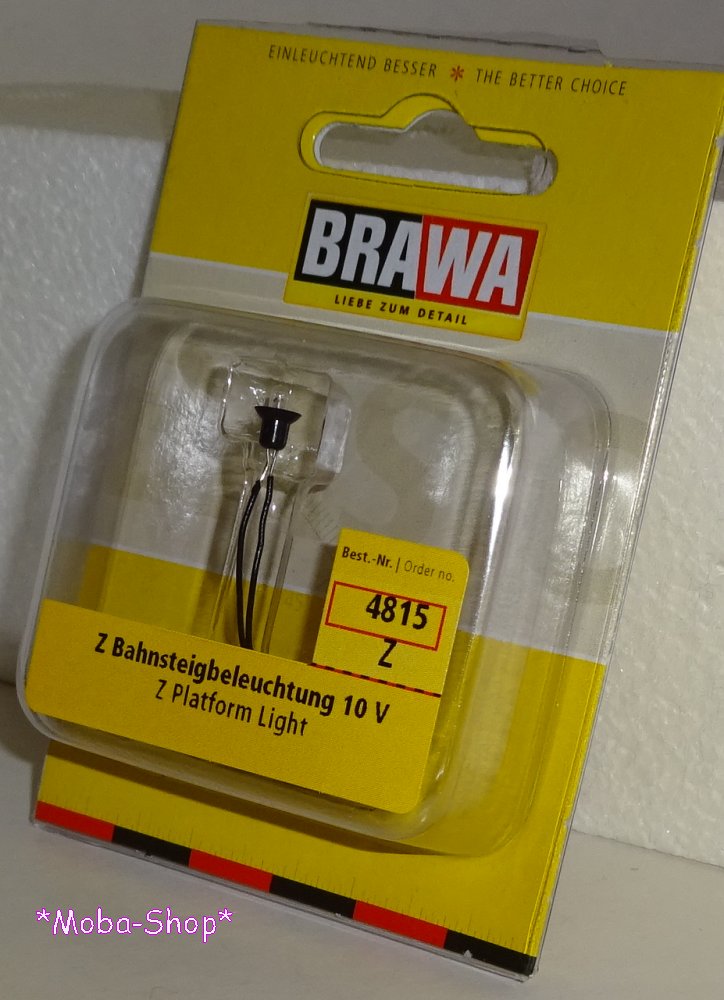 EINLEUCHTEND BESSER * THE BETTER CHOICE
BRAWA
LIEBE ZUM DETAIL
Best.-Nr. | Order no.
4815
Z
Z Bahnsteigbeleuchtung 10 V
Z Platform Light
*Moba-Shop*